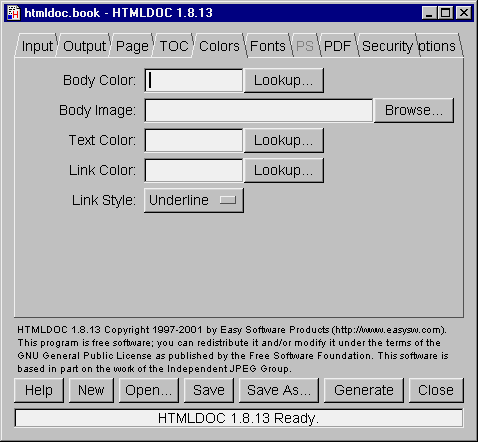 htmldoc.book - HTMLDOC 1.8.13
Input Output Page TOC Colors Fonts PS PDF Security ptions
Body Color: Lookup...
Body Image: Browse...
Text Color: Lookup...
Link Color: Lookup...
Link Style: Underline
HTMLDOC 1.8.13 Copyright 1997-2001 by Easy Software Products (http://www.easysw.com).
This program is free software; you can redistribute it and/or modify it under the terms of the
GNU General Public License as published by the Free Software Foundation. This software is
based in part on the work of the Independent JPEG Group.
Help New Open... Save Save As... Generate Close
HTMLDOC 1.8.13 Ready.